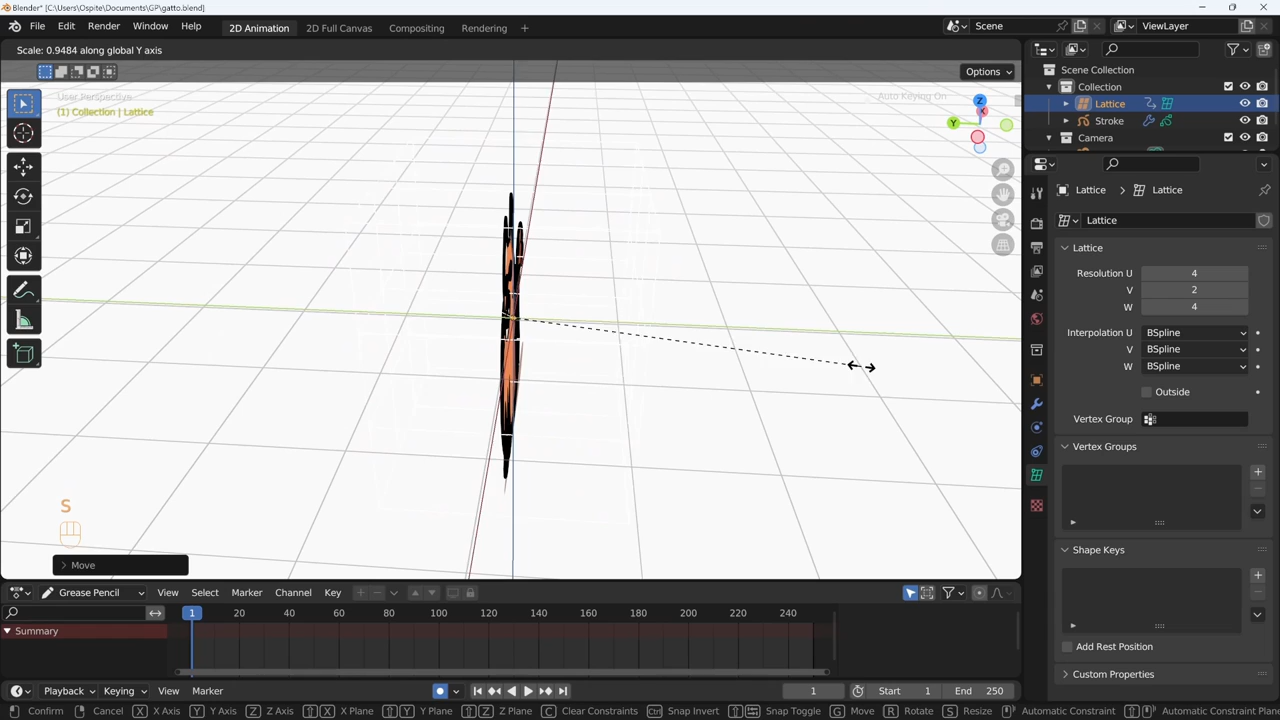 Blender* [C:\Users\Ospite\Documents\GP\gatto.blend]
File Edit Render Window Help
2D Animation 2D Full Canvas Compositing Rendering +
Scene
ViewLayer
Scale: 0.9484 along global Y axis
Options
User Perspective
(1) Collection | Lattice
Auto Keying On
Z
X
Y
S
Move
Scene Collection
Collection
Lattice
Stroke
Camera
Lattice > Lattice
Lattice
Lattice
Resolution U 4
V 2
W 4
Interpolation U BSpline
V BSpline
W BSpline
Outside
Vertex Group
Vertex Groups
Shape Keys
Add Rest Position
Custom Properties
Grease Pencil View Select Marker Channel Key
1 20 40 60 80 100 120 140 160 180 200 220 240
Summary
Playback Keying View Marker
1
Start 1 End 250
Confirm Cancel X X Axis Y Y Axis Z Z Axis X X Plane Y Y Plane Z Z Plane C Clear Constraints Ctrl Snap Invert Snap Toggle G Move R Rotate S Resize Automatic Constraint Automatic Constraint Plane